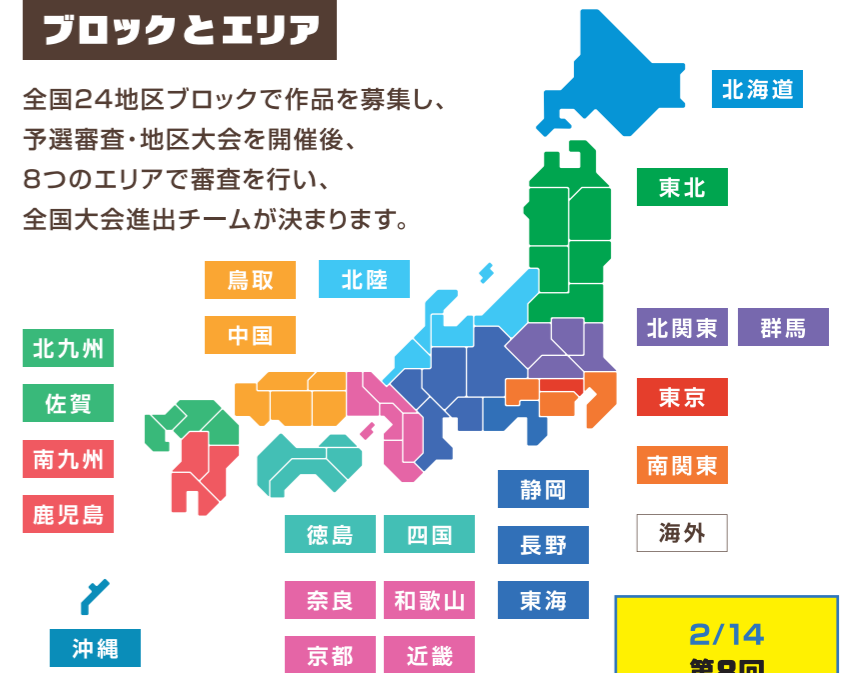 ブロックとエリア
全国24地区ブロックで作品を募集し、
予選審査・地区大会を開催後、
8つのエリアで審査を行い、
全国大会進出チームが決まります。
北海道
東北
鳥取
北陸
中国
北関東
群馬
北九州
佐賀
東京
南九州
南関東
鹿児島
静岡
徳島
四国
長野
海外
奈良
和歌山
東海
沖縄
京都
近畿
2/14
第8回